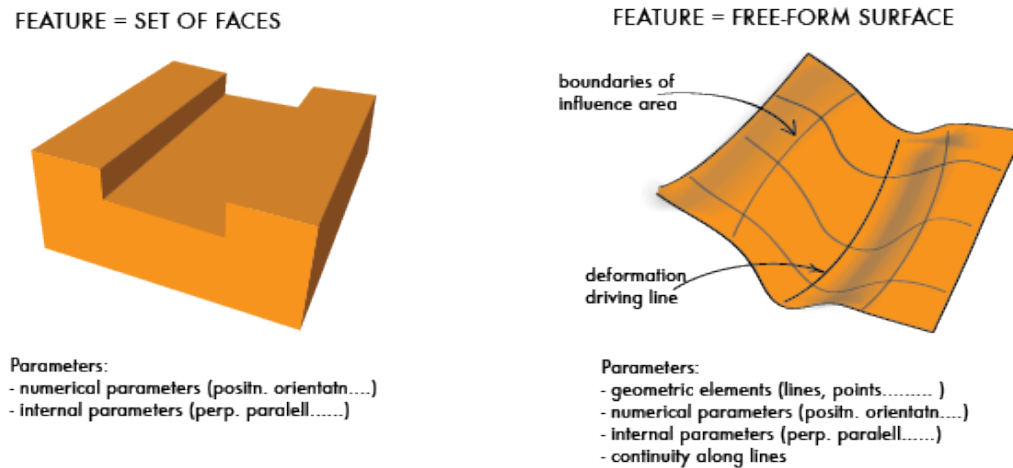 FEATURE = SET OF FACES
Parameters:
- numerical parameters (positn. orientatn....)
- internal parameters (perp. paralell......)
FEATURE = FREE-FORM SURFACE
boundaries of
influence area
deformation
driving line
Parameters:
- geometric elements (lines, points......... )
- numerical parameters (positn. orientatn....)
- internal parameters (perp. paralell......)
- continuity along lines